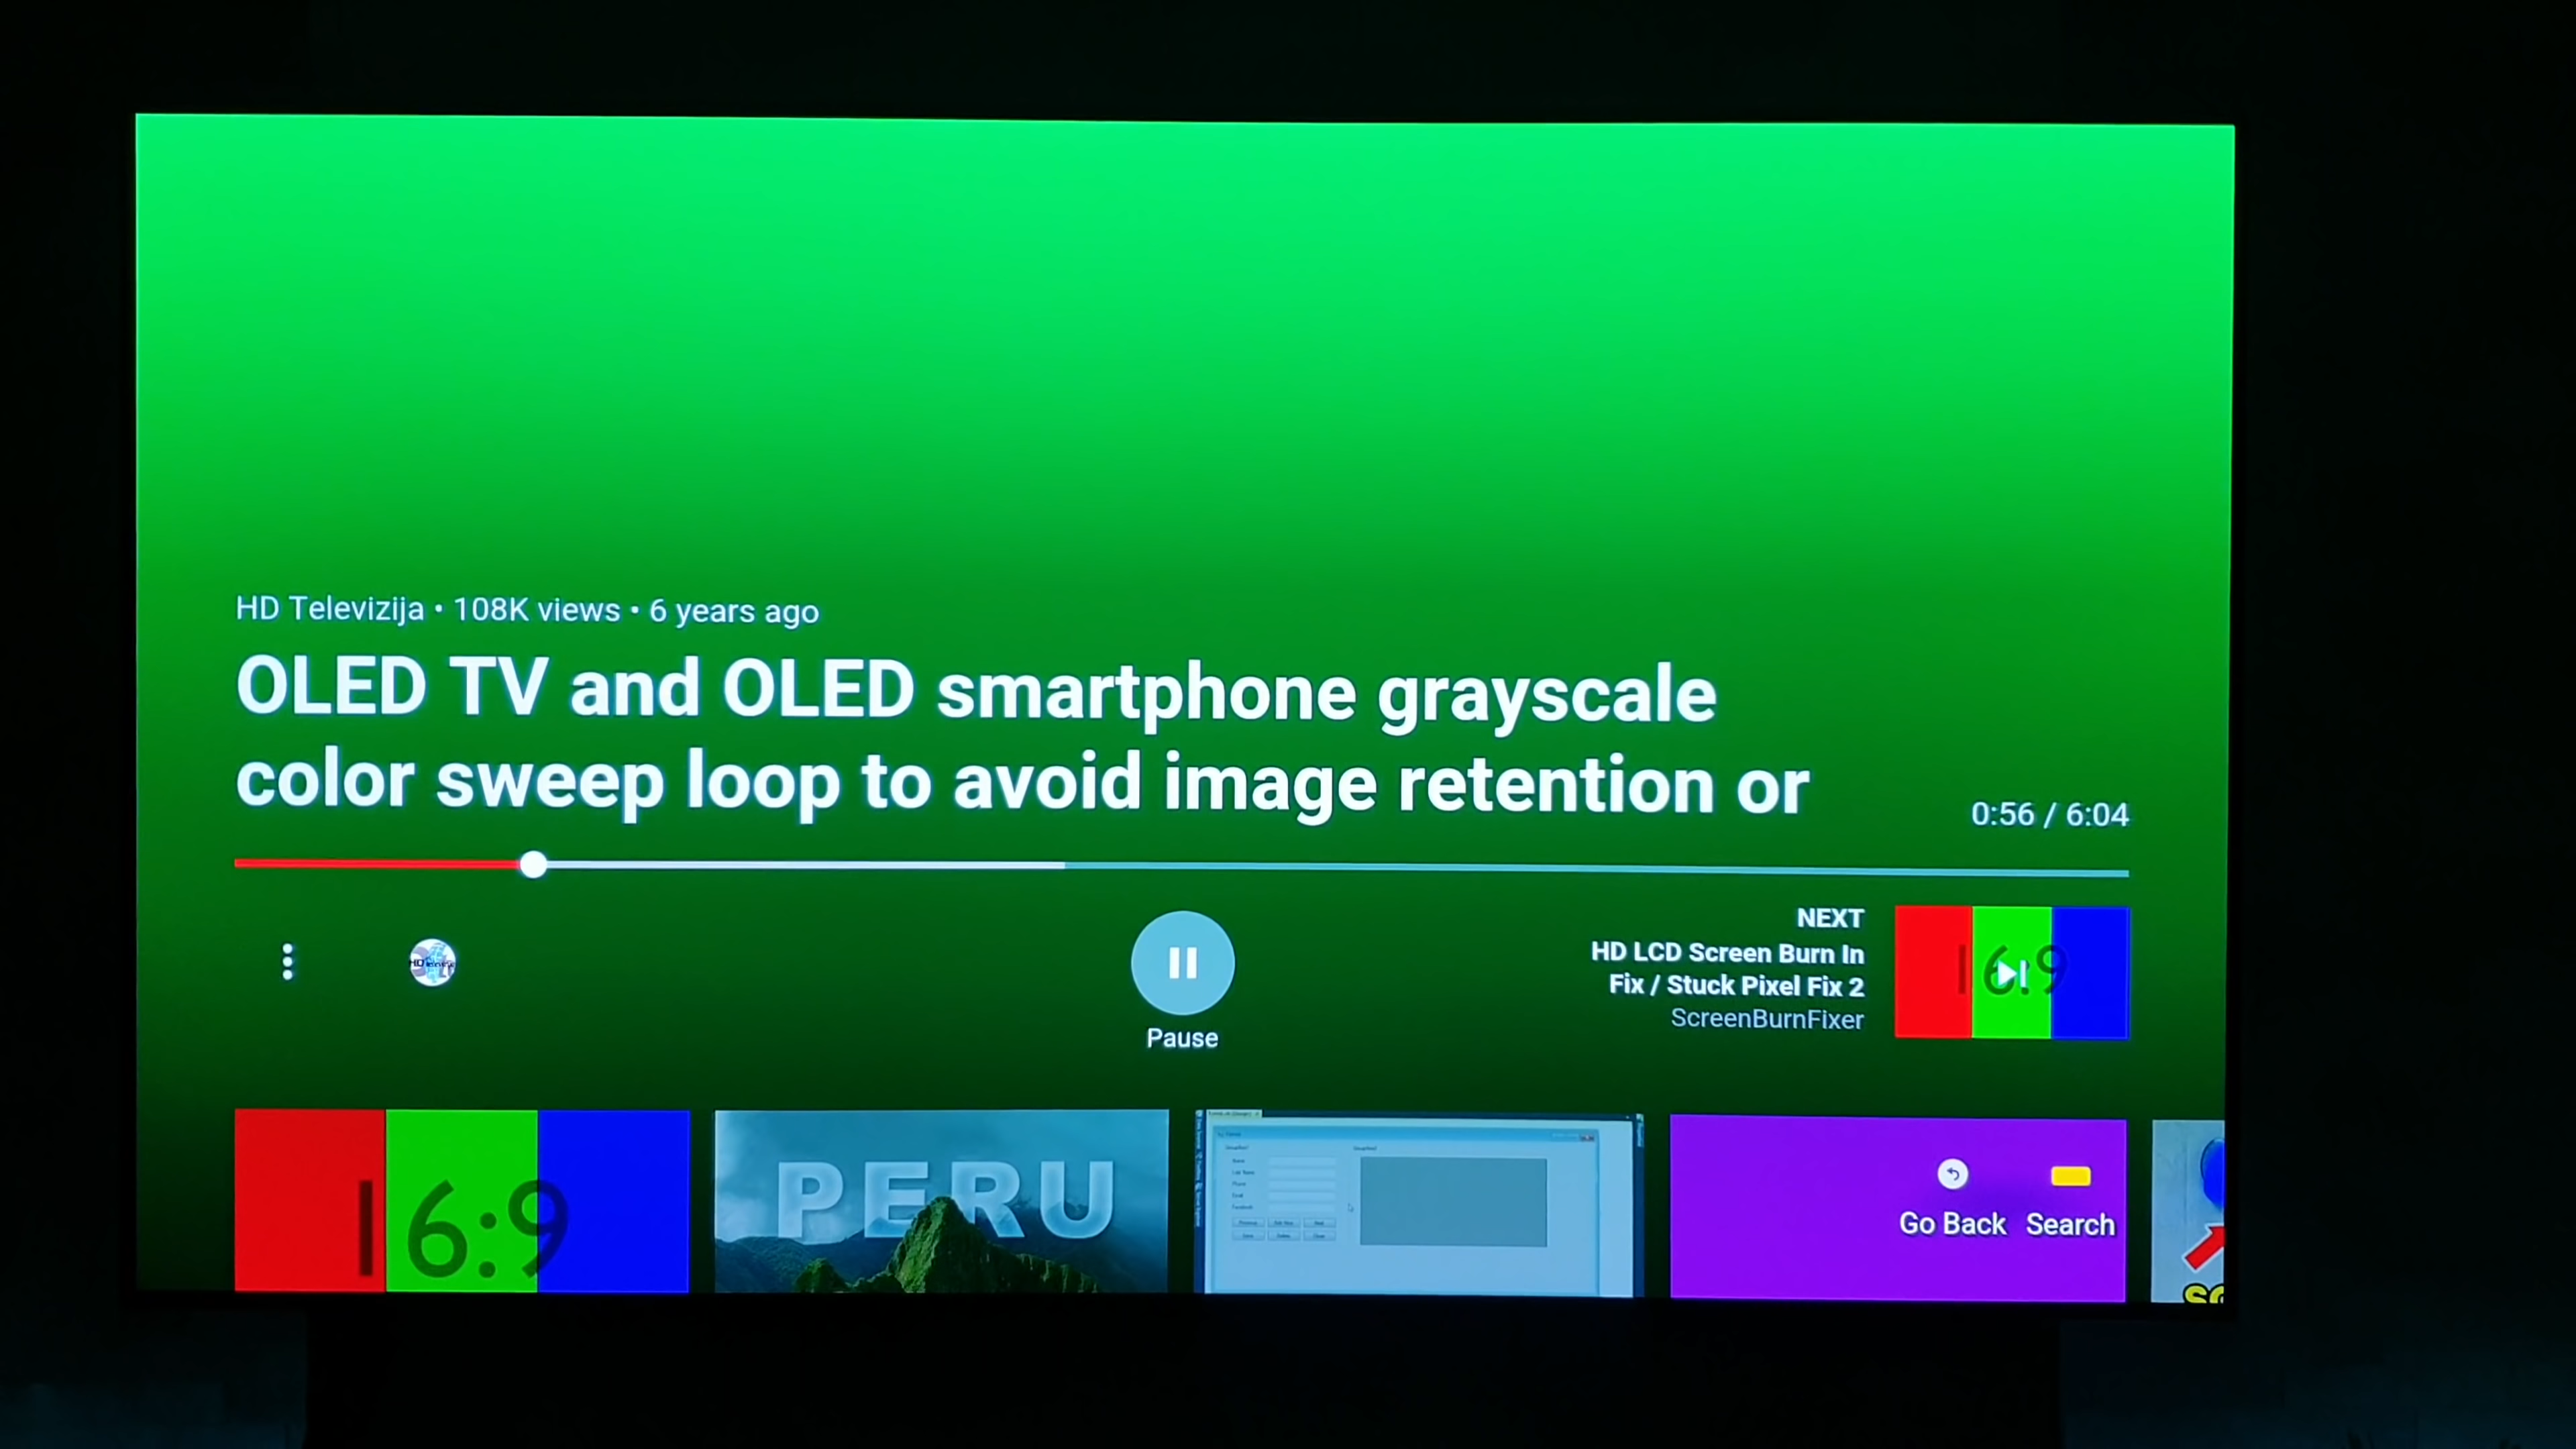 HD Televizija • 108K views • 6 years ago
OLED TV and OLED smartphone grayscale
color sweep loop to avoid image retention or
0:56 / 6:04
NEXT
HD LCD Screen Burn In
Fix / Stuck Pixel Fix 2
ScreenBurnFixer
16:9
Pause
16:9
PERU
Go Back Search